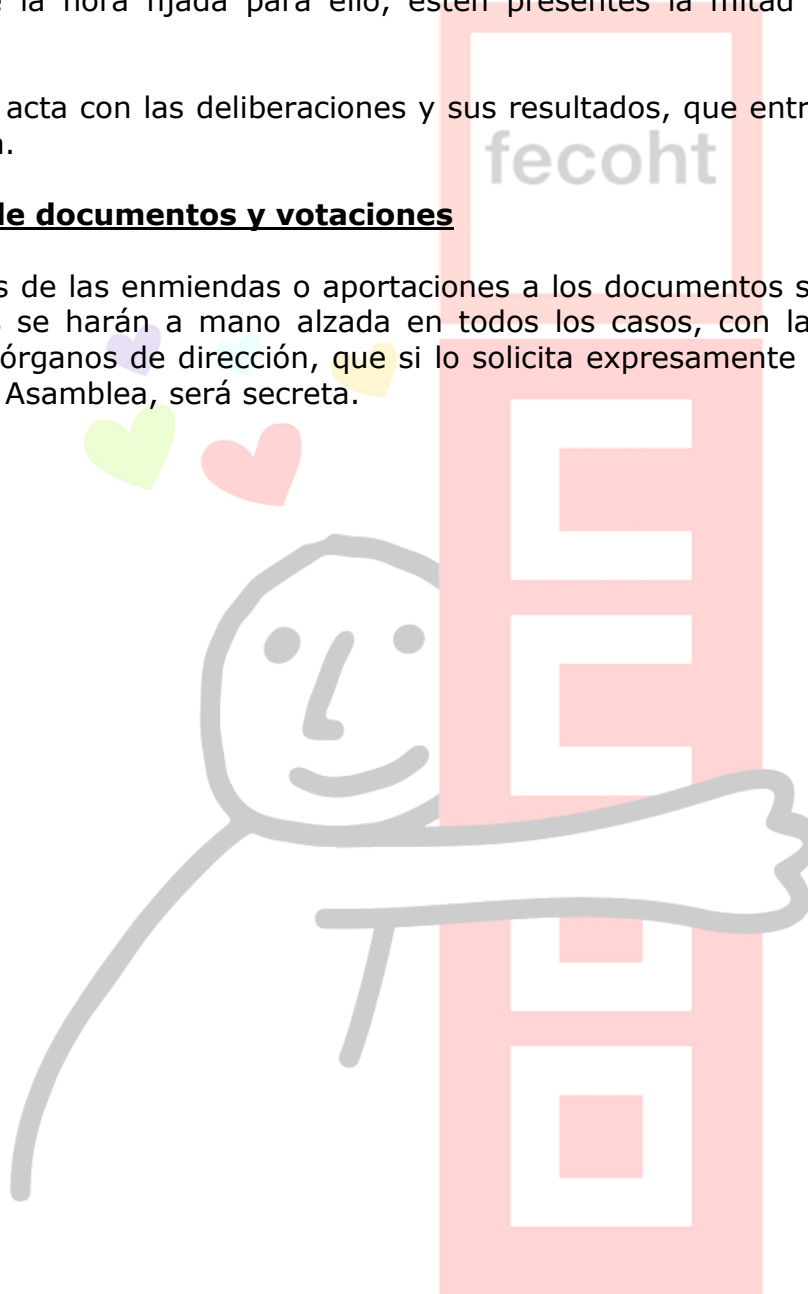 la hora fijada para ello, estén presentes la mitad
acta con las deliberaciones y sus resultados, que entr
fecoht
de documentos y votaciones
s de las enmiendas o aportaciones a los documentos s
se harán a mano alzada en todos los casos, con la
órganos de dirección, que si lo solicita expresamente
Asamblea, será secreta.
CCOO